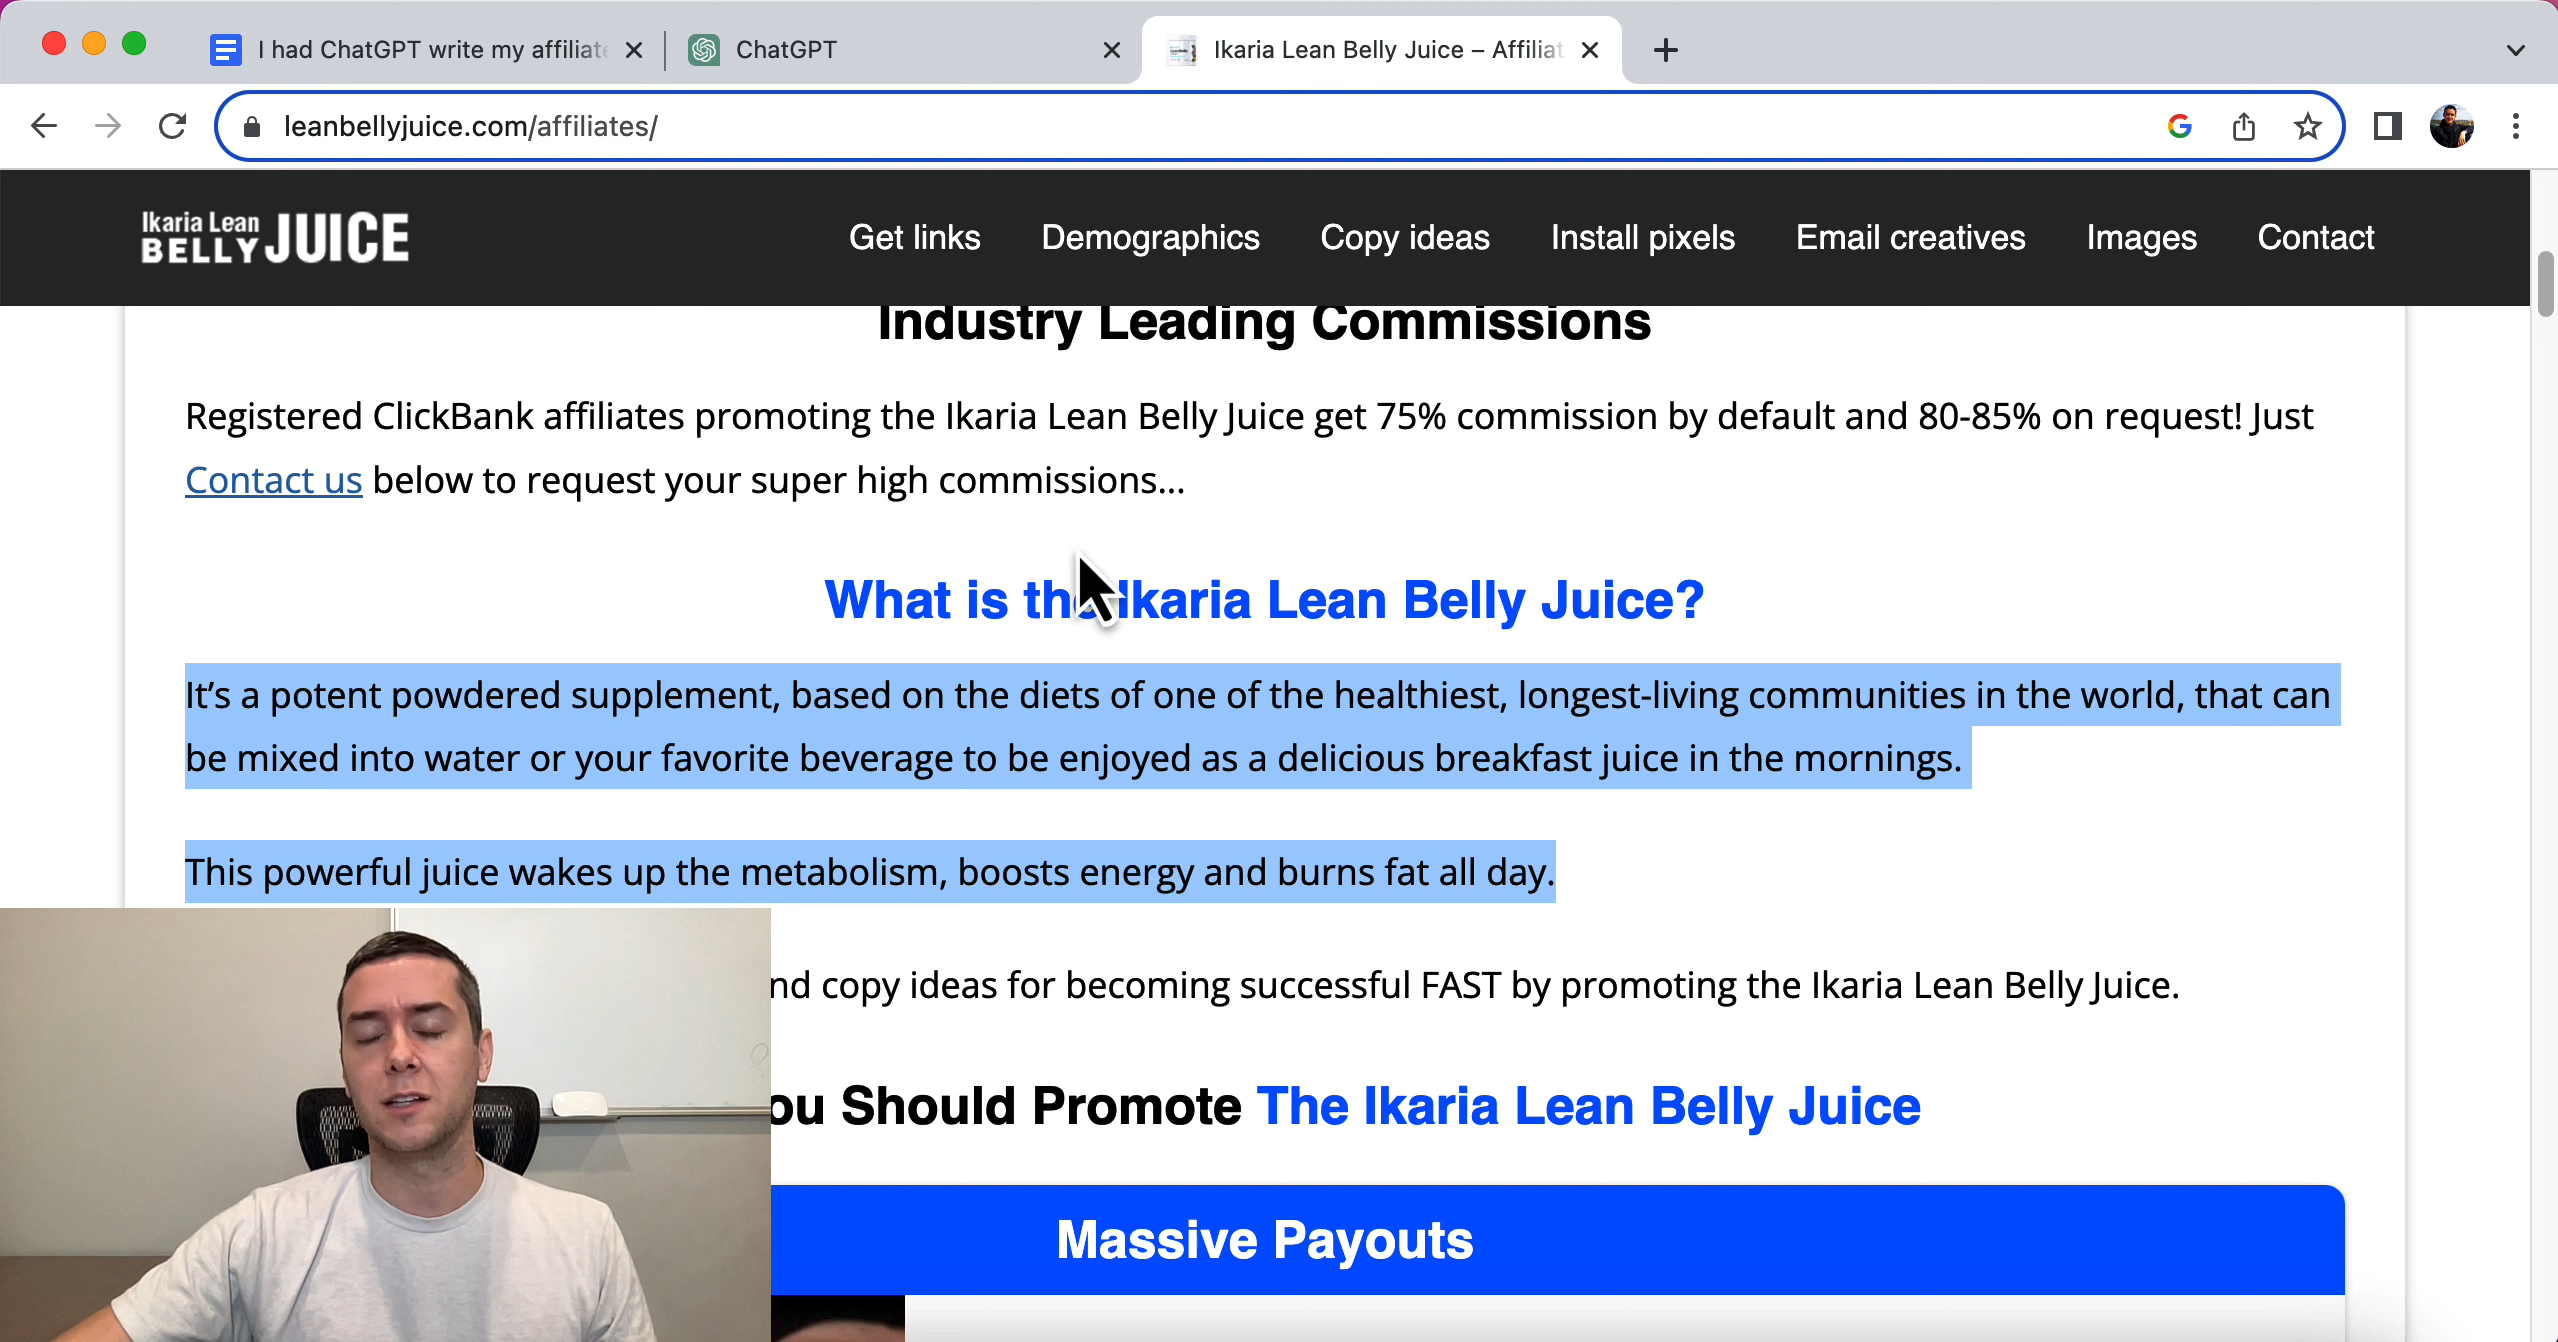 I had ChatGPT write my affiliate
ChatGPT
Ikaria Lean Belly Juice – Affiliat
leanbellyjuice.com/affiliates/
Ikaria Lean
BELLY JUICE
Get links
Demographics
Copy ideas
Install pixels
Email creatives
Images
Contact
Industry Leading Commissions
Registered ClickBank affiliates promoting the Ikaria Lean Belly Juice get 75% commission by default and 80-85% on request! Just
Contact us below to request your super high commissions...
What is the Ikaria Lean Belly Juice?
It’s a potent powdered supplement, based on the diets of one of the healthiest, longest-living communities in the world, that can
be mixed into water or your favorite beverage to be enjoyed as a delicious breakfast juice in the mornings.
This powerful juice wakes up the metabolism, boosts energy and burns fat all day.
nd copy ideas for becoming successful FAST by promoting the Ikaria Lean Belly Juice.
ou Should Promote The Ikaria Lean Belly Juice
Massive Payouts